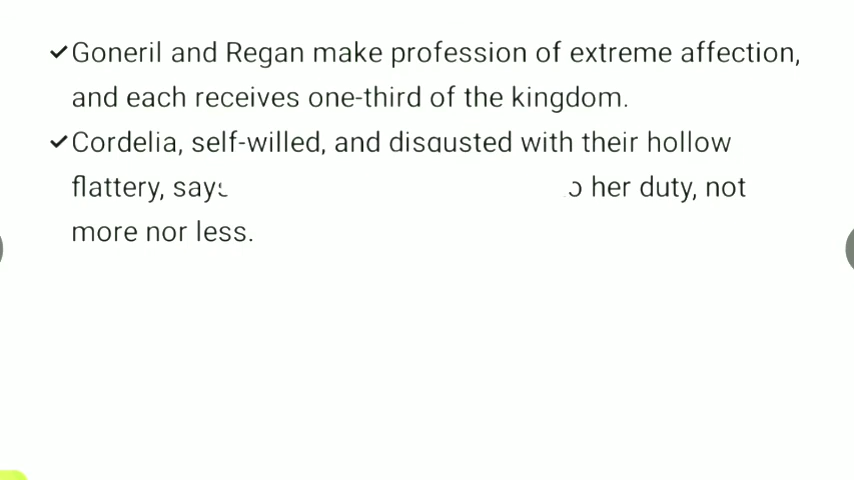 ✓Goneril and Regan make profession of extreme affection,
and each receives one-third of the kingdom.
✓Cordelia, self-willed, and disgusted with their hollow
flattery, says her duty, not
more nor less.